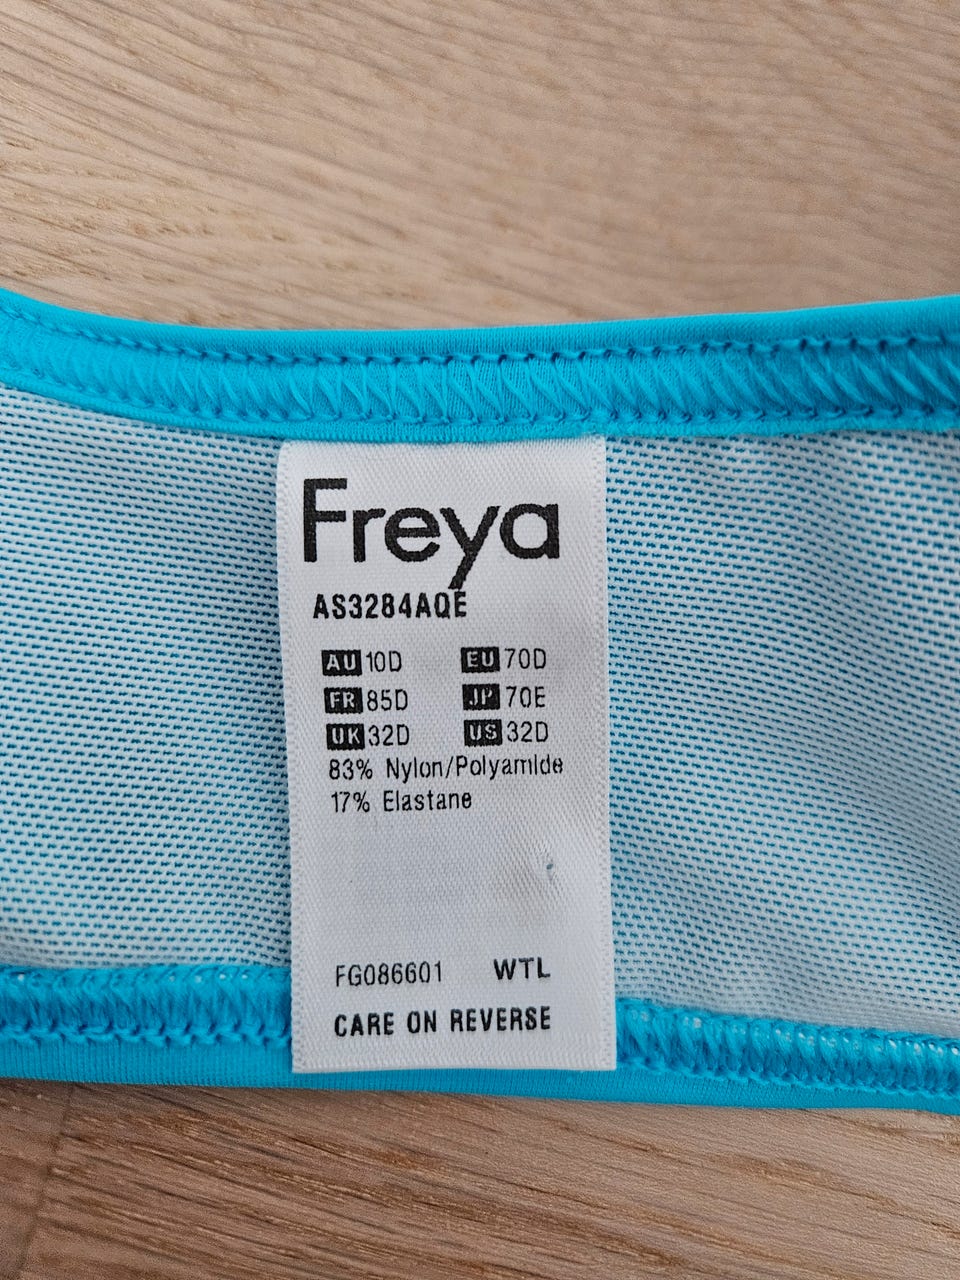 Freya
AS3284AQE
AU 10D EU 70D
FR 85D JP 70E
UK 32D US 32D
83% Nylon/Polyamide
17% Elastane
FG086601 WTL
CARE ON REVERSE